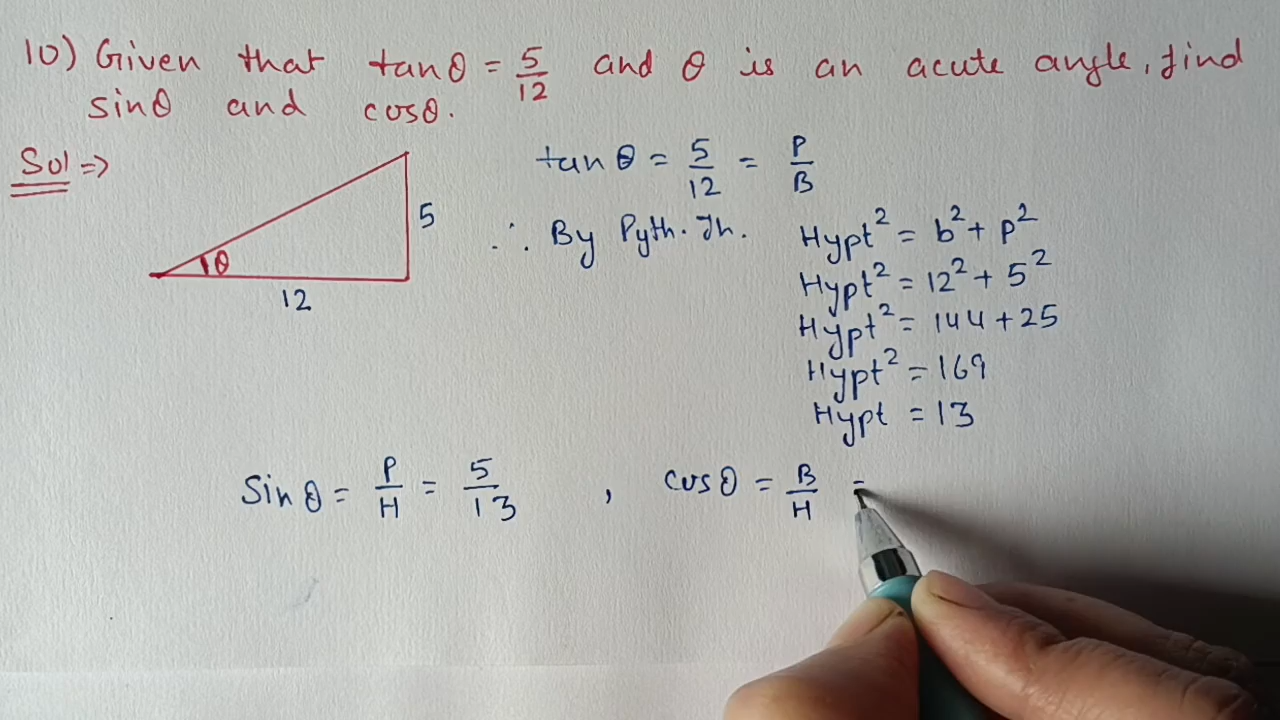 10) Given that tanθ = 5/12 and θ is an acute angle, find
sinθ and cosθ.
Sol ⇒
tan θ = 5/12 = P/B
5
θ
12
∴ By Pyth. Th.
Hypt² = b² + p²
Hypt² = 12² + 5²
Hypt² = 144 + 25
Hypt² = 169
Hypt = 13
Sin θ = P/H = 5/13 , cosθ = B/H =